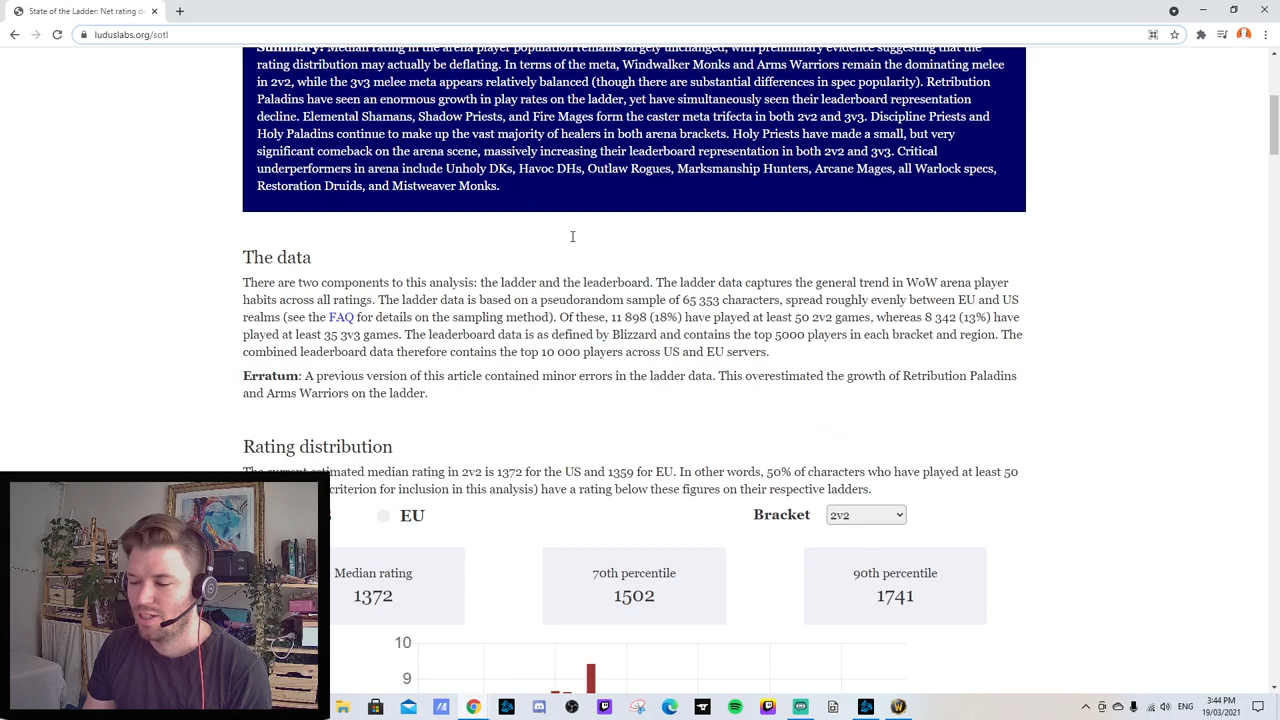 State of the Ladder: Net rating de
luduslabs.org/sotl
Summary: Median rating in the arena player population remains largely unchanged, with preliminary evidence suggesting that the
rating distribution may actually be deflating. In terms of the meta, Windwalker Monks and Arms Warriors remain the dominating melee
in 2v2, while the 3v3 melee meta appears relatively balanced (though there are substantial differences in spec popularity). Retribution
Paladins have seen an enormous growth in play rates on the ladder, yet have simultaneously seen their leaderboard representation
decline. Elemental Shamans, Shadow Priests, and Fire Mages form the caster meta trifecta in both 2v2 and 3v3. Discipline Priests and
Holy Paladins continue to make up the vast majority of healers in both arena brackets. Holy Priests have made a small, but very
significant comeback on the arena scene, massively increasing their leaderboard representation in both 2v2 and 3v3. Critical
underperformers in arena include Unholy DKs, Havoc DHs, Outlaw Rogues, Marksmanship Hunters, Arcane Mages, all Warlock specs,
Restoration Druids, and Mistweaver Monks.
The data
There are two components to this analysis: the ladder and the leaderboard. The ladder data captures the general trend in WoW arena player
habits across all ratings. The ladder data is based on a pseudorandom sample of 65 353 characters, spread roughly evenly between EU and US
realms (see the FAQ for details on the sampling method). Of these, 11 898 (18%) have played at least 50 2v2 games, whereas 8 342 (13%) have
played at least 35 3v3 games. The leaderboard data is as defined by Blizzard and contains the top 5000 players in each bracket and region. The
combined leaderboard data therefore contains the top 10 000 players across US and EU servers.
Erratum: A previous version of this article contained minor errors in the ladder data. This overestimated the growth of Retribution Paladins
and Arms Warriors on the ladder.
Rating distribution
The current estimated median rating in 2v2 is 1372 for the US and 1359 for EU. In other words, 50% of characters who have played at least 50
criterion for inclusion in this analysis) have a rating below these figures on their respective ladders.
EU Bracket 2v2
Median rating 70th percentile 90th percentile
1372 1502 1741
10
9
ENG
3:44 PM
19/03/2021